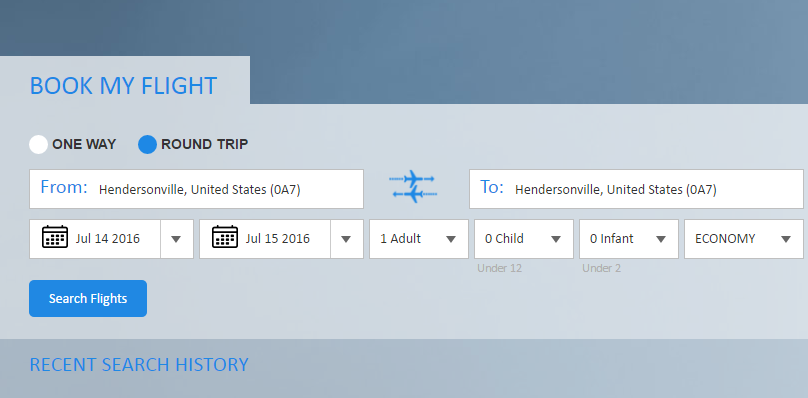 BOOK MY FLIGHT
ONE WAY ROUND TRIP
From: Hendersonville, United States (0A7) To: Hendersonville, United States (0A7)
Jul 14 2016 Jul 15 2016 1 Adult 0 Child 0 Infant ECONOMY
Under 12 Under 2
Search Flights
RECENT SEARCH HISTORY